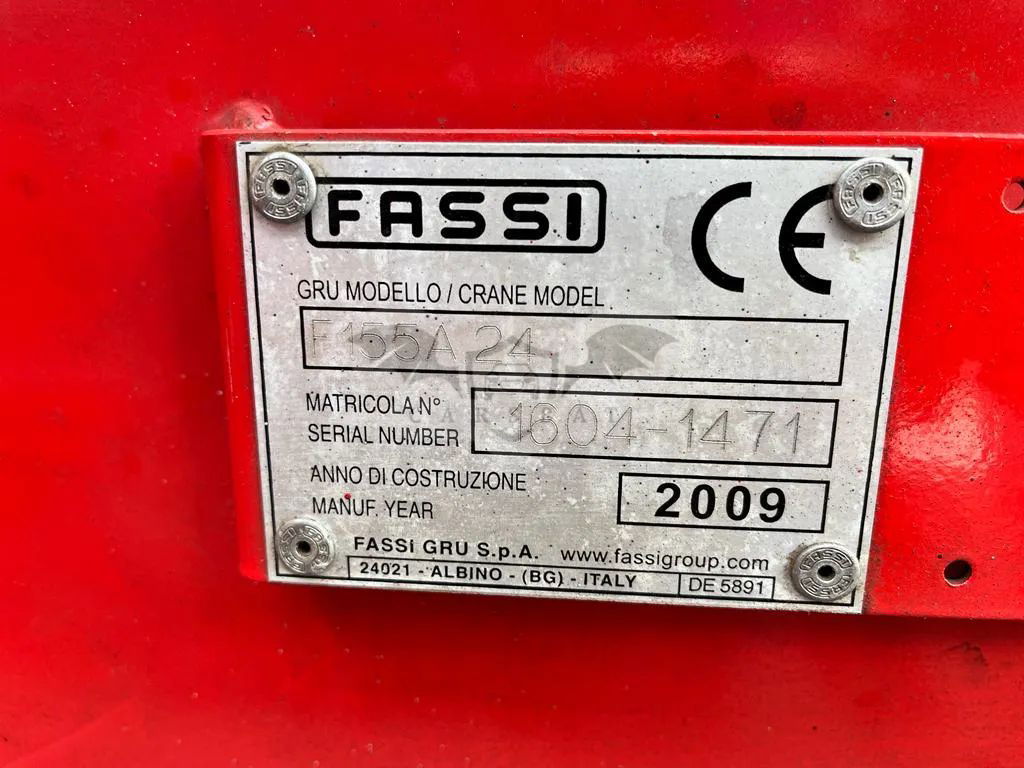 FASSI CE
GRU MODELLO / CRANE MODEL
F155A 24
MATRICOLA N°
SERIAL NUMBER 1604-1471
ANNO DI COSTRUZIONE
MANUF. YEAR 2009
FASSI GRU S.p.A. www.fassigroup.com
24021 - ALBINO - (BG) - ITALY DE 5891